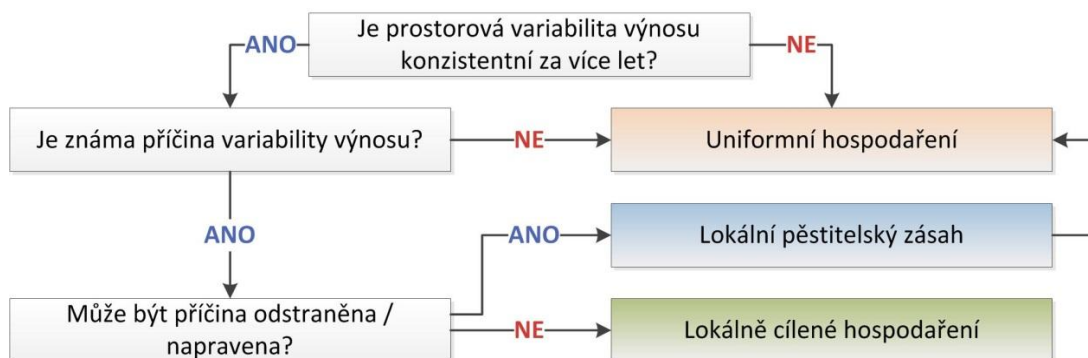 Je prostorová variabilita výnosu
konzistentní za více let?
ANO
NE
Je známa příčina variability výnosu?
NE
Uniformní hospodaření
ANO
ANO
Lokální pěstitelský zásah
Může být příčina odstraněna /
napravena?
NE
Lokálně cílené hospodaření